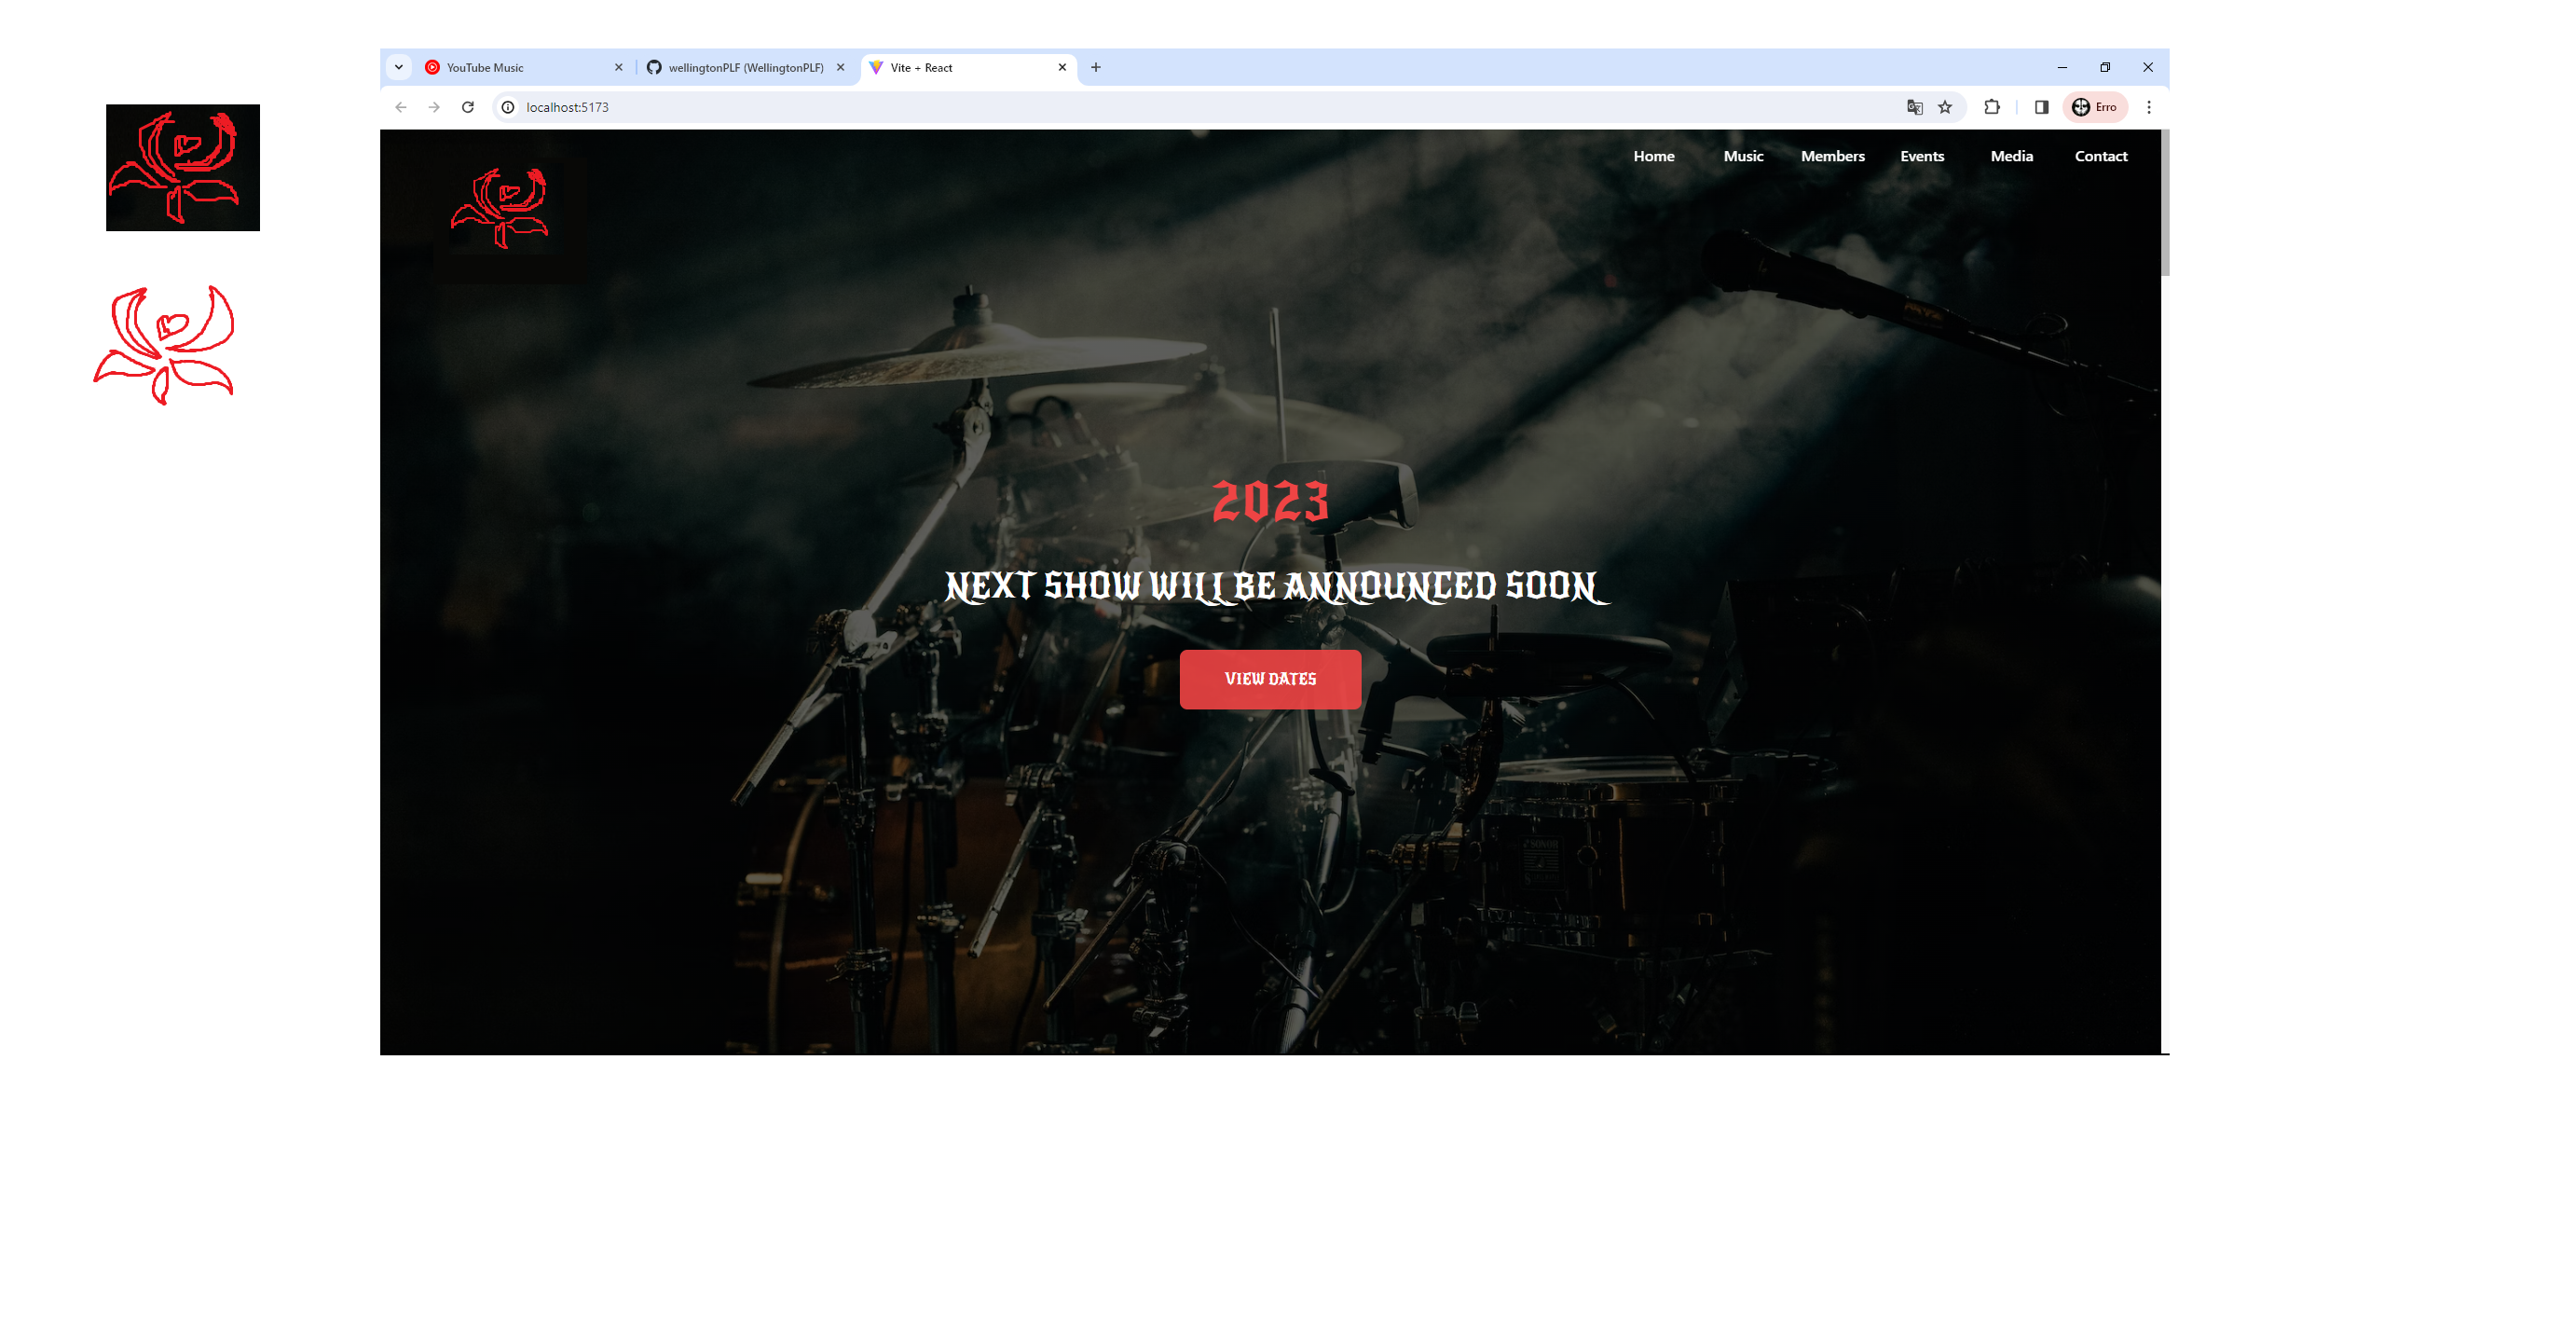 YouTube Music
wellingtonPLF (WellingtonPLF)
Vite + React
localhost:5173
Erro
Home Music Members Events Media Contact
2023
NEXT SHOW WILL BE ANNOUNCED SOON
VIEW DATES
SONOR